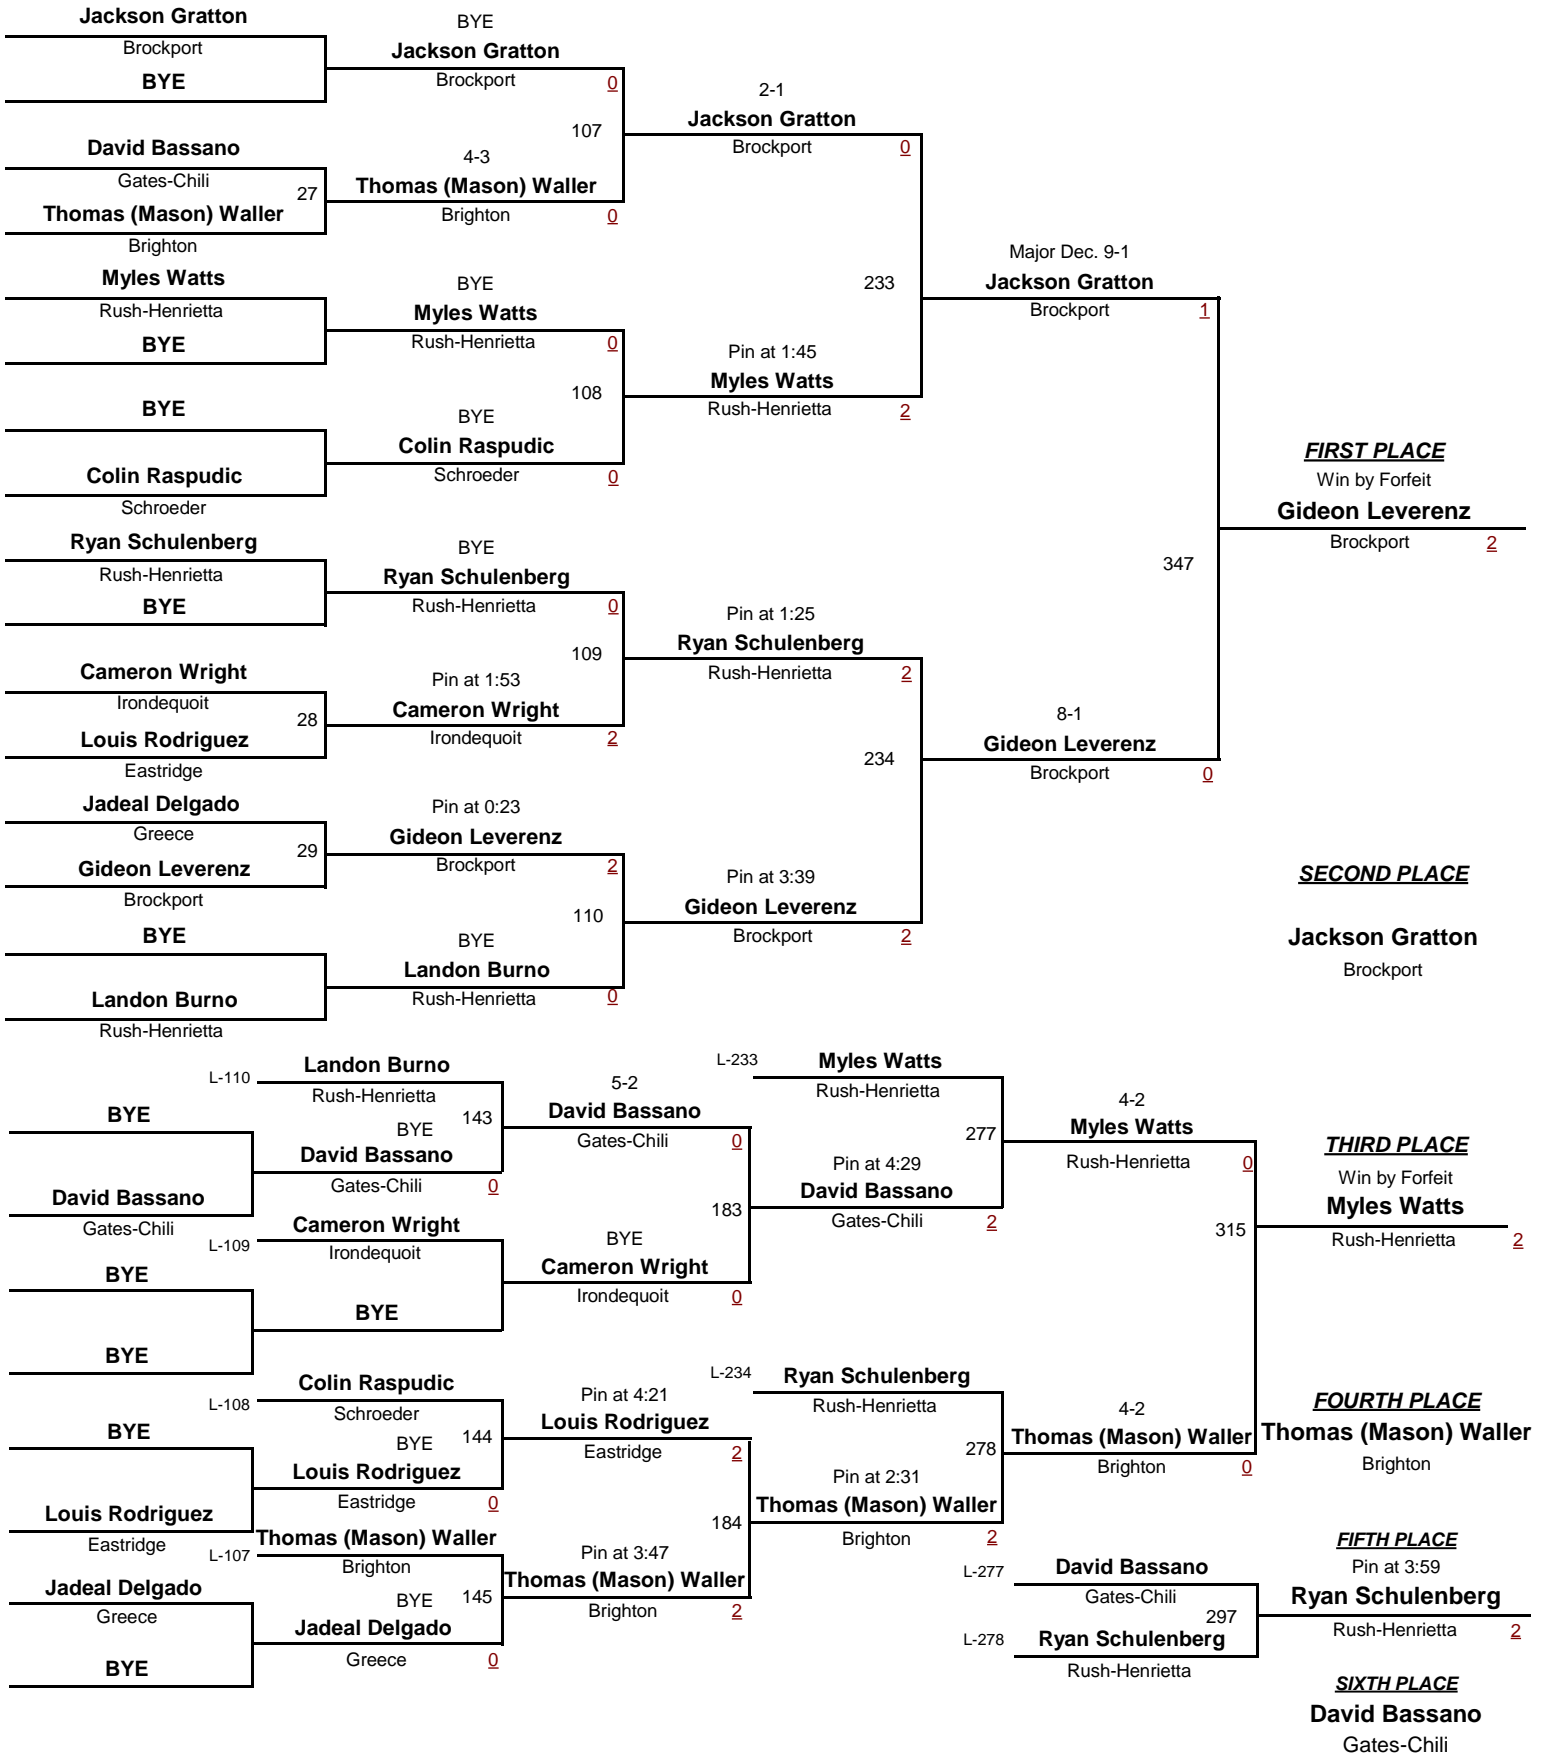 Jackson Gratton
Brockport
BYE
David Bassano
Gates-Chili
27
Thomas (Mason) Waller
Brighton
Myles Watts
Rush-Henrietta
BYE
BYE
Colin Raspudic
Schroeder
Ryan Schulenberg
Rush-Henrietta
BYE
Cameron Wright
Irondequoit
28
Louis Rodriguez
Eastridge
Jadeal Delgado
Greece
29
Gideon Leverenz
Brockport
BYE
Landon Burno
Rush-Henrietta
BYE
Jackson Gratton
Brockport 0
107
4-3
Thomas (Mason) Waller
Brighton 0
BYE
Myles Watts
Rush-Henrietta 0
108
BYE
Colin Raspudic
Schroeder 0
BYE
Ryan Schulenberg
Rush-Henrietta 0
109
Pin at 1:53
Cameron Wright
Irondequoit 2
Pin at 0:23
Gideon Leverenz
Brockport 2
110
BYE
Landon Burno
Rush-Henrietta 0
2-1
Jackson Gratton
Brockport 0
233
Pin at 1:45
Myles Watts
Rush-Henrietta 2
Pin at 1:25
Ryan Schulenberg
Rush-Henrietta 2
234
Pin at 3:39
Gideon Leverenz
Brockport 2
Major Dec. 9-1
Jackson Gratton
Brockport 1
347
8-1
Gideon Leverenz
Brockport 0
FIRST PLACE
Win by Forfeit
Gideon Leverenz
Brockport 2
SECOND PLACE
Jackson Gratton
Brockport
BYE
David Bassano
Gates-Chili
BYE
BYE
BYE
Louis Rodriguez
Eastridge
Jadeal Delgado
Greece
BYE
L-110
Landon Burno
Rush-Henrietta
143
BYE
David Bassano
Gates-Chili 0
L-109
Cameron Wright
Irondequoit
BYE
L-108
Colin Raspudic
Schroeder
144
BYE
Louis Rodriguez
Eastridge 0
L-107
Thomas (Mason) Waller
Brighton
145
BYE
Jadeal Delgado
Greece 0
5-2
David Bassano
Gates-Chili 0
183
BYE
Cameron Wright
Irondequoit 0
Pin at 4:21
Louis Rodriguez
Eastridge 2
184
Pin at 3:47
Thomas (Mason) Waller
Brighton 2
L-233
Myles Watts
Rush-Henrietta
277
Pin at 4:29
David Bassano
Gates-Chili 2
L-234
Ryan Schulenberg
Rush-Henrietta
278
Pin at 2:31
Thomas (Mason) Waller
Brighton 2
4-2
Myles Watts
Rush-Henrietta 0
315
4-2
Thomas (Mason) Waller
Brighton 0
THIRD PLACE
Win by Forfeit
Myles Watts
Rush-Henrietta 2
FOURTH PLACE
Thomas (Mason) Waller
Brighton
L-277
David Bassano
Gates-Chili
297
L-278
Ryan Schulenberg
Rush-Henrietta
FIFTH PLACE
Pin at 3:59
Ryan Schulenberg
Rush-Henrietta 2
SIXTH PLACE
David Bassano
Gates-Chili